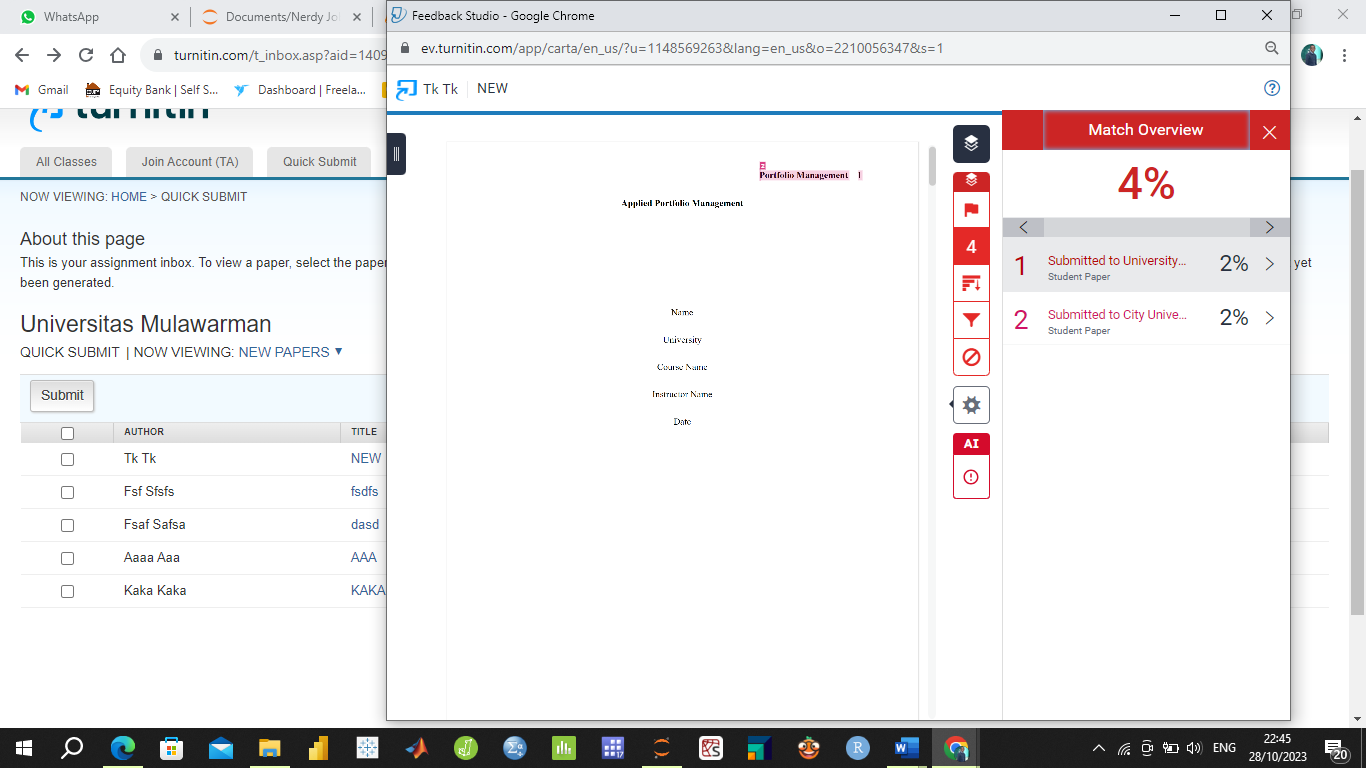 WhatsApp
Documents/Nerdy Jo
Feedback Studio - Google Chrome
turnitin.com/t_inbox.asp?aid=1409
ev.turnitin.com/app/carta/en_us/?u=1148569263&lang=en_us&o=2210056347&s=1
Gmail
Equity Bank | Self S...
Dashboard | Freela...
Tk Tk
NEW
turnitin
All Classes
Join Account (TA)
Quick Submit
NOW VIEWING: HOME > QUICK SUBMIT
About this page
This is your assignment inbox. To view a paper, select the paper
yet
been generated.
Universitas Mulawarman
QUICK SUBMIT | NOW VIEWING: NEW PAPERS ▼
Submit
AUTHOR
TITLE
Tk Tk
NEW
Fsf Sfsfs
fsdfs
Fsaf Safsa
dasd
Aaaa Aaa
AAA
Kaka Kaka
KAKA
2
Portfolio Management 1
Applied Portfolio Management
Name
University
Course Name
Instructor Name
Date
4
AI
Match Overview
4%
1
Submitted to University...
Student Paper
2%
2
Submitted to City Unive...
Student Paper
2%
ENG
22:45
28/10/2023
20
17